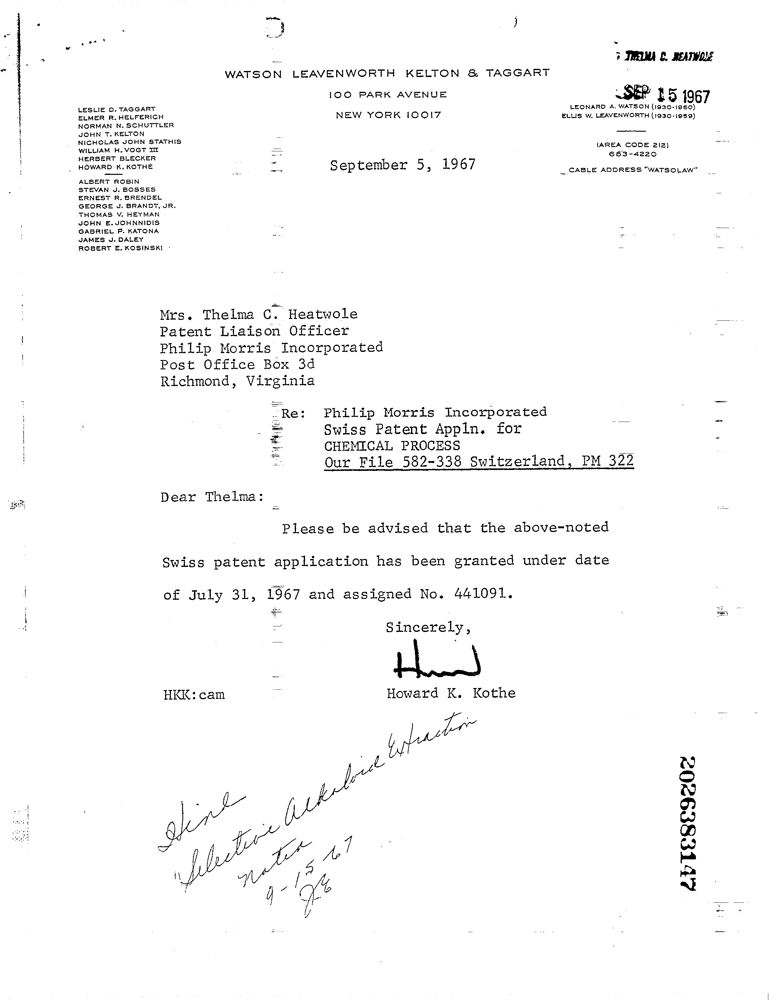 THELMA C. HEATWOLE
WATSON LEAVENWORTH KELTON & TAGGART
100 PARK AVENUE
NEW YORK 10017
SEP 15 1967
LEONARD A. WATSON (1930-1960)
ELLIS W. LEAVENWORTH (1930-1959)
(AREA CODE 212)
683-4220
CABLE ADDRESS "WATSOLAW"
LESLIE D. TAGGART
ELMER R. HELFERICH
NORMAN N. SCHUTTLER
JOHN T. KELTON
NICHOLAS JOHN STATHIS
WILLIAM H. VOGT III
HERBERT BLECKER
HOWARD K. KOTHE
ALBERT ROBIN
STEVAN J. BOSSES
ERNEST R. BRENDEL
GEORGE J. BRANDT, JR.
THOMAS V. HEYMAN
JOHN E. JOHNNIDIS
GABRIEL P. KATONA
JAMES J. DALEY
ROBERT E. KOSINSKI
September 5, 1967
Mrs. Thelma C. Heatwole
Patent Liaison Officer
Philip Morris Incorporated
Post Office Box 3d
Richmond, Virginia
Re: Philip Morris Incorporated
Swiss Patent Appln. for
CHEMICAL PROCESS
Our File 582-338 Switzerland, PM 322
Dear Thelma:
Please be advised that the above-noted
Swiss patent application has been granted under date
of July 31, 1967 and assigned No. 441091.
Sincerely,
Howard K. Kothe
HKK:cam
"Selective Alkaloid Extraction
9-15-67
2026383147